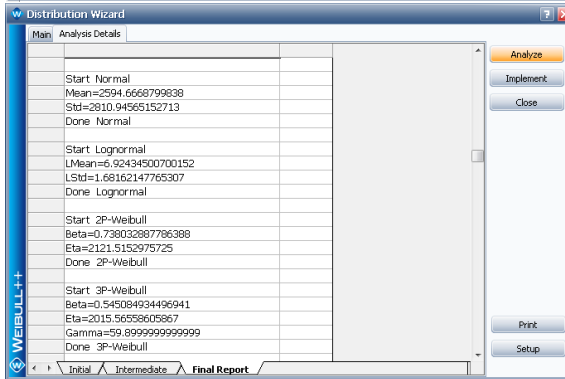 Distribution Wizard
Main Analysis Details
Start Normal
Mean=2594.6668799838
Std=2810.94565152713
Done Normal
Start Lognormal
LMean=6.92434500700152
LStd=1.68162147765307
Done Lognormal
Start 2P-Weibull
Beta=0.738032887786388
Eta=2121.5152975725
Done 2P-Weibull
Start 3P-Weibull
Beta=0.545084934496941
Eta=2015.56558605867
Gamma=59.8999999999999
Done 3P-Weibull
Initial Intermediate Final Report
Analyze
Implement
Close
Print
Setup
WEIBULL++